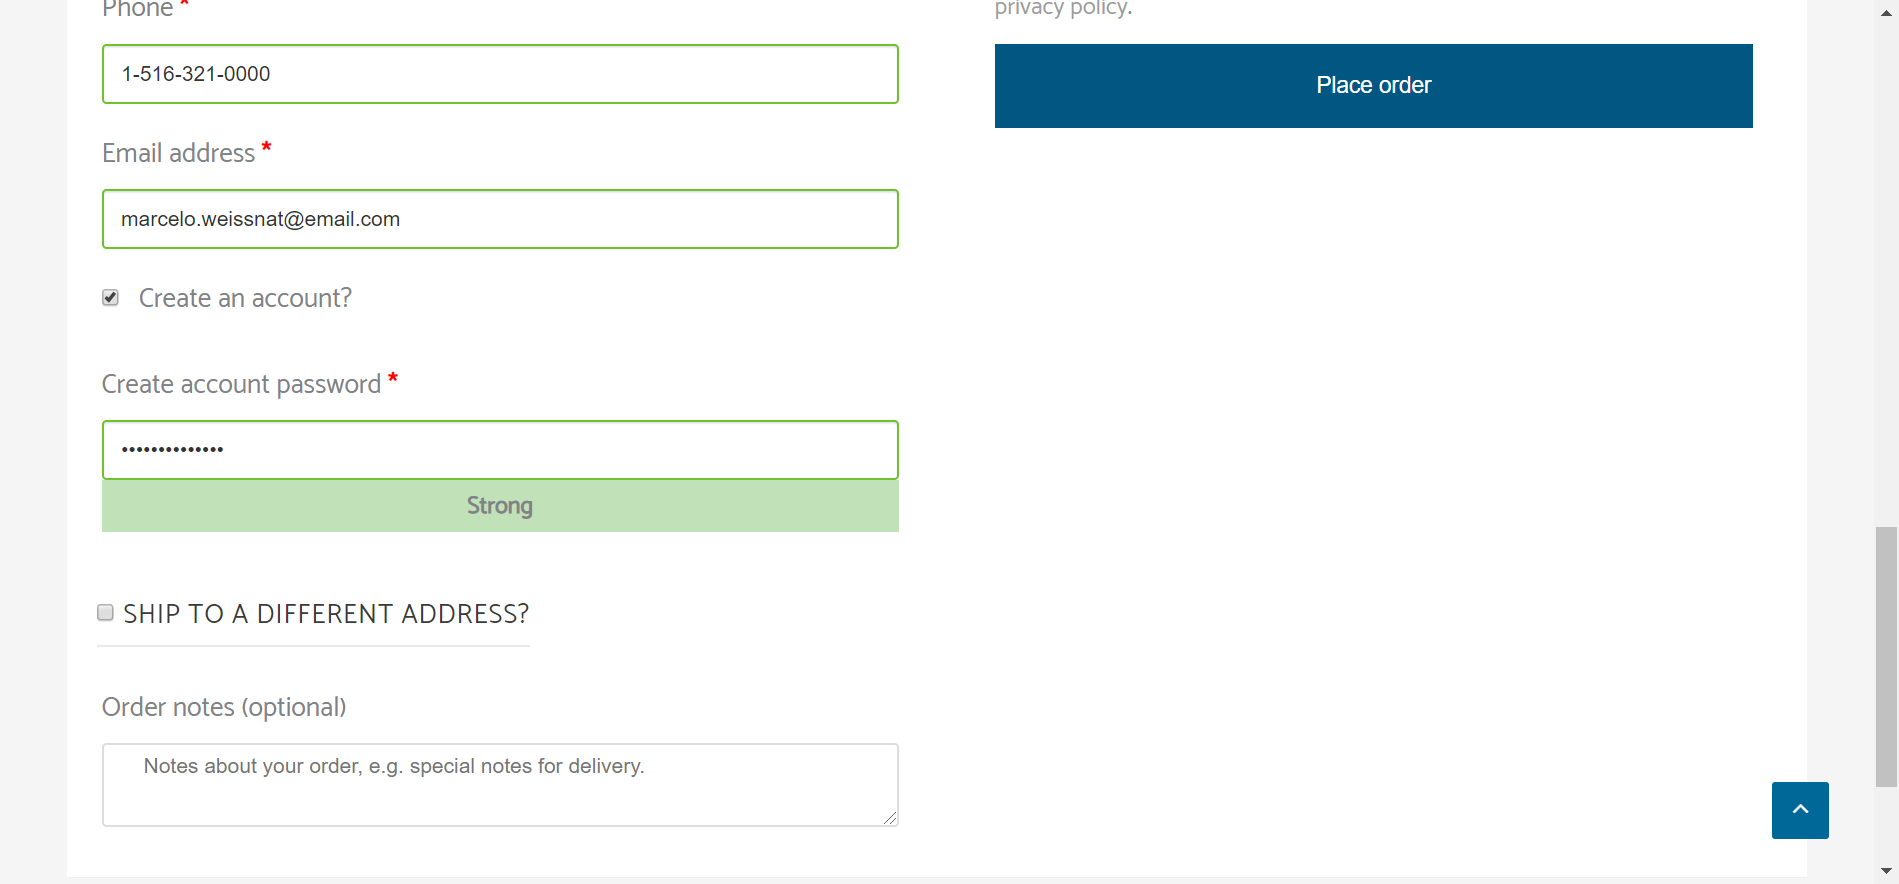 Phone *
1-516-321-0000
Email address *
marcelo.weissnat@email.com
Create an account?
Create account password *
••••••••••••••
Strong
SHIP TO A DIFFERENT ADDRESS?
Order notes (optional)
Notes about your order, e.g. special notes for delivery.
privacy policy.
Place order